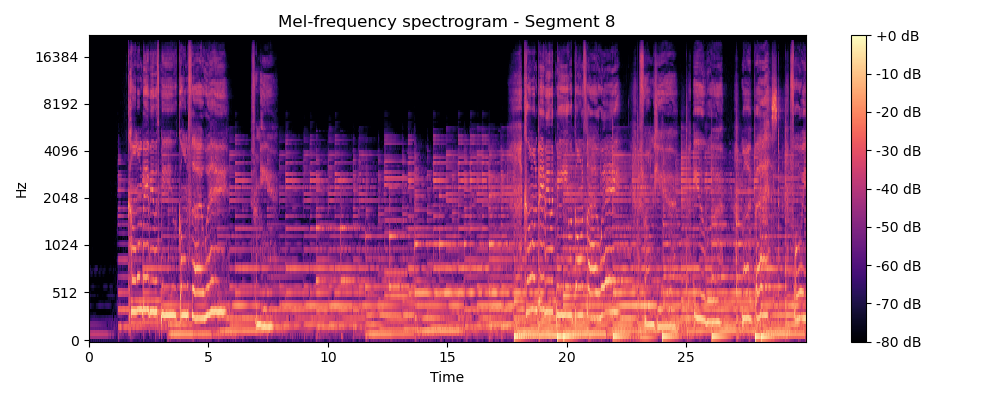 Mel-frequency spectrogram - Segment 8
Hz
16384
8192
4096
2048
1024
512
0
0 5 10 15 20 25
Time
+0 dB
-10 dB
-20 dB
-30 dB
-40 dB
-50 dB
-60 dB
-70 dB
-80 dB